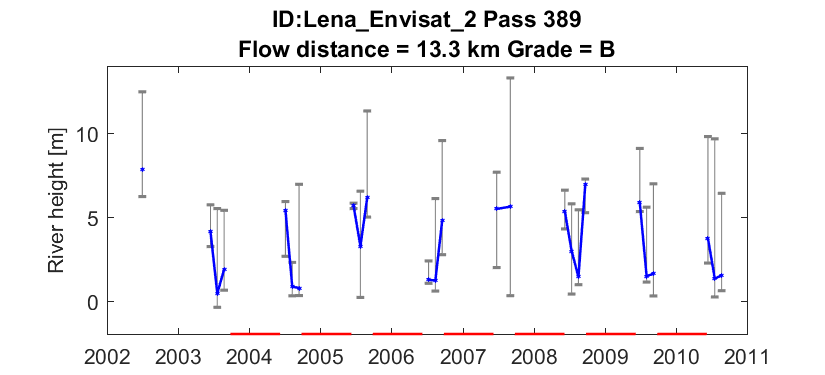 ID:Lena_Envisat_2 Pass 389
Flow distance = 13.3 km Grade = B
River height [m]
10
5
0
2002 2003 2004 2005 2006 2007 2008 2009 2010 2011